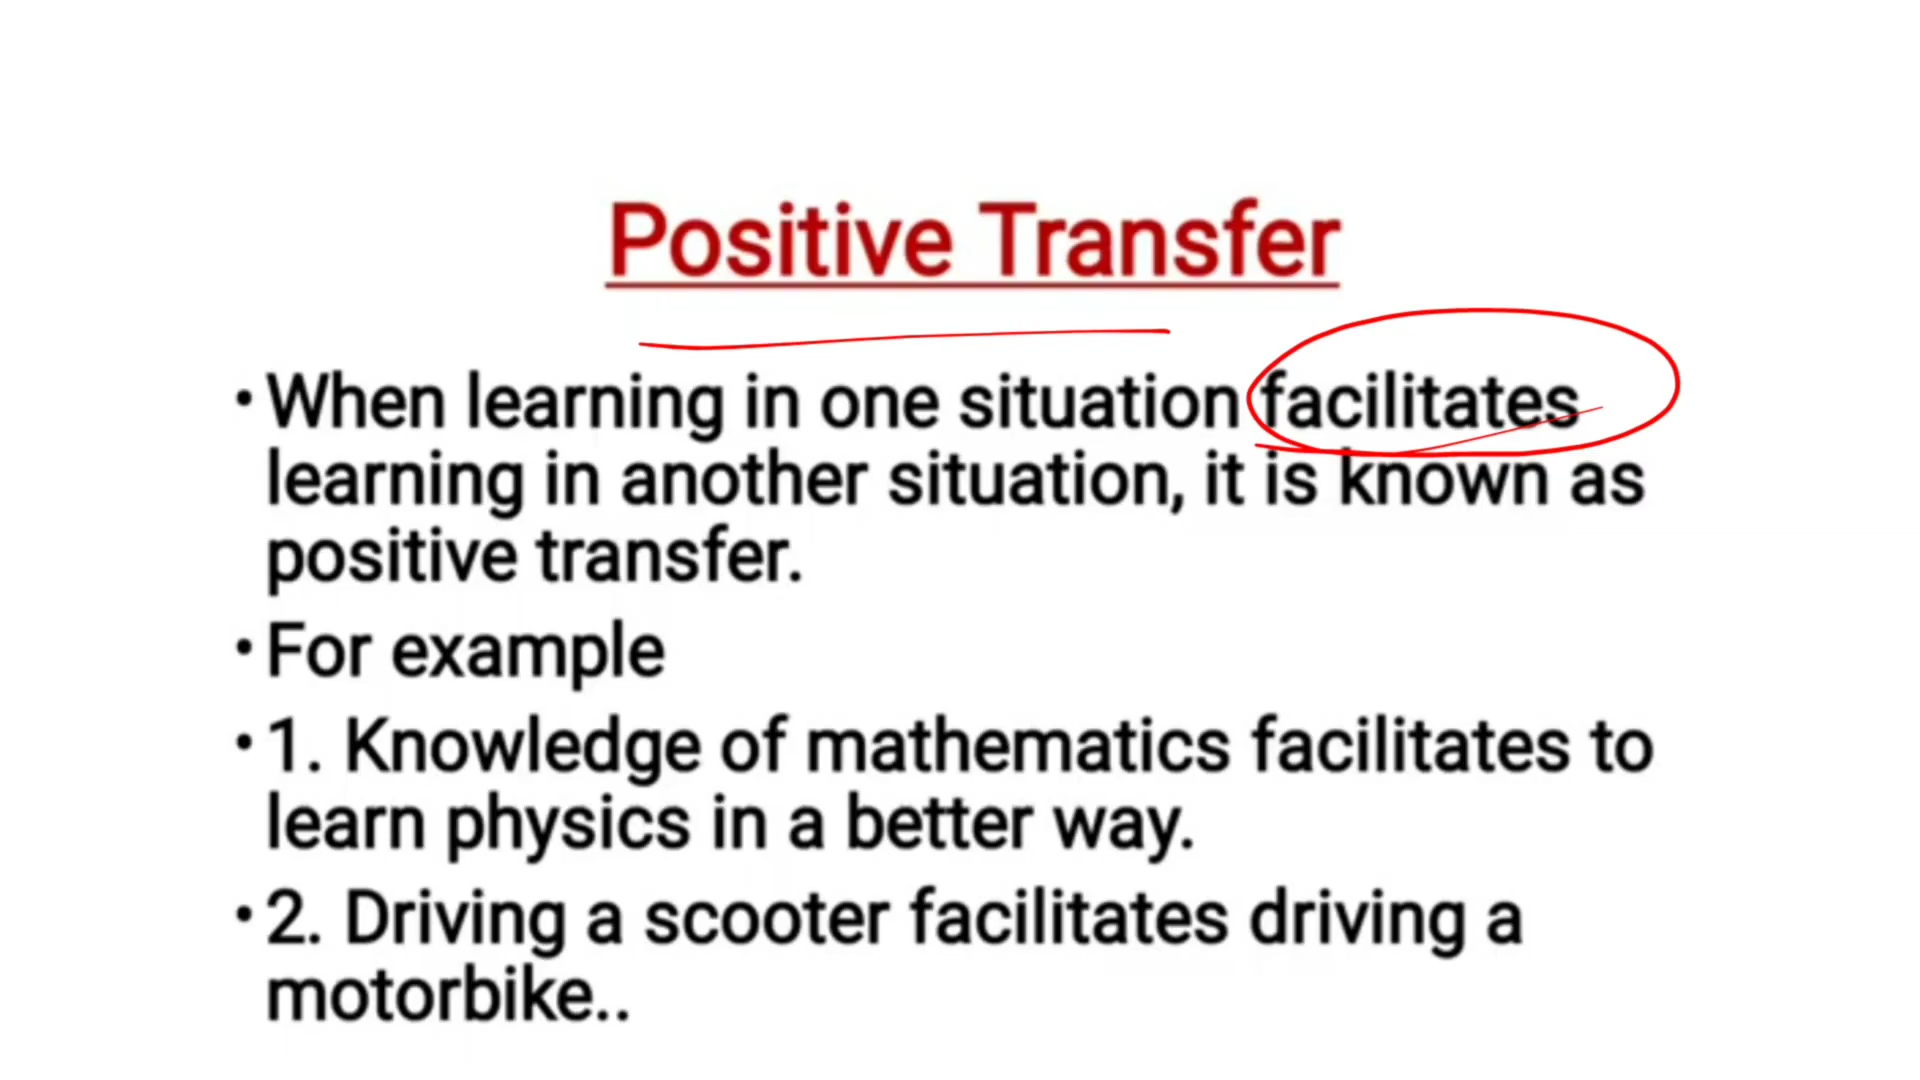 Positive Transfer
• When learning in one situation facilitates
learning in another situation, it is known as
positive transfer.
• For example
• 1. Knowledge of mathematics facilitates to
learn physics in a better way.
• 2. Driving a scooter facilitates driving a
motorbike..